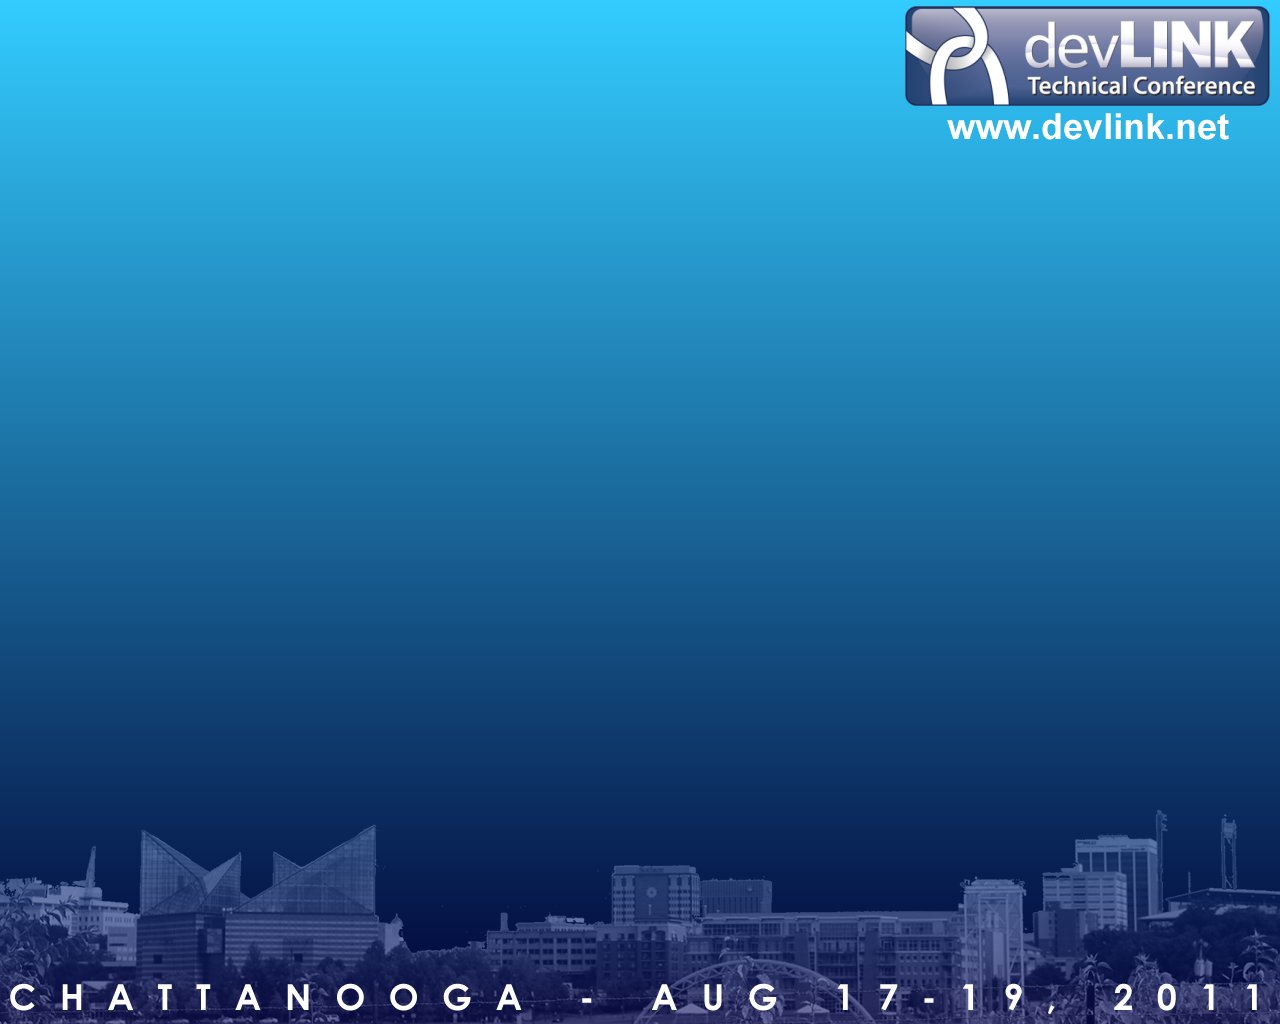 devLINK
Technical Conference
www.devlink.net
CHATTANOOGA - AUG 17-19, 2011